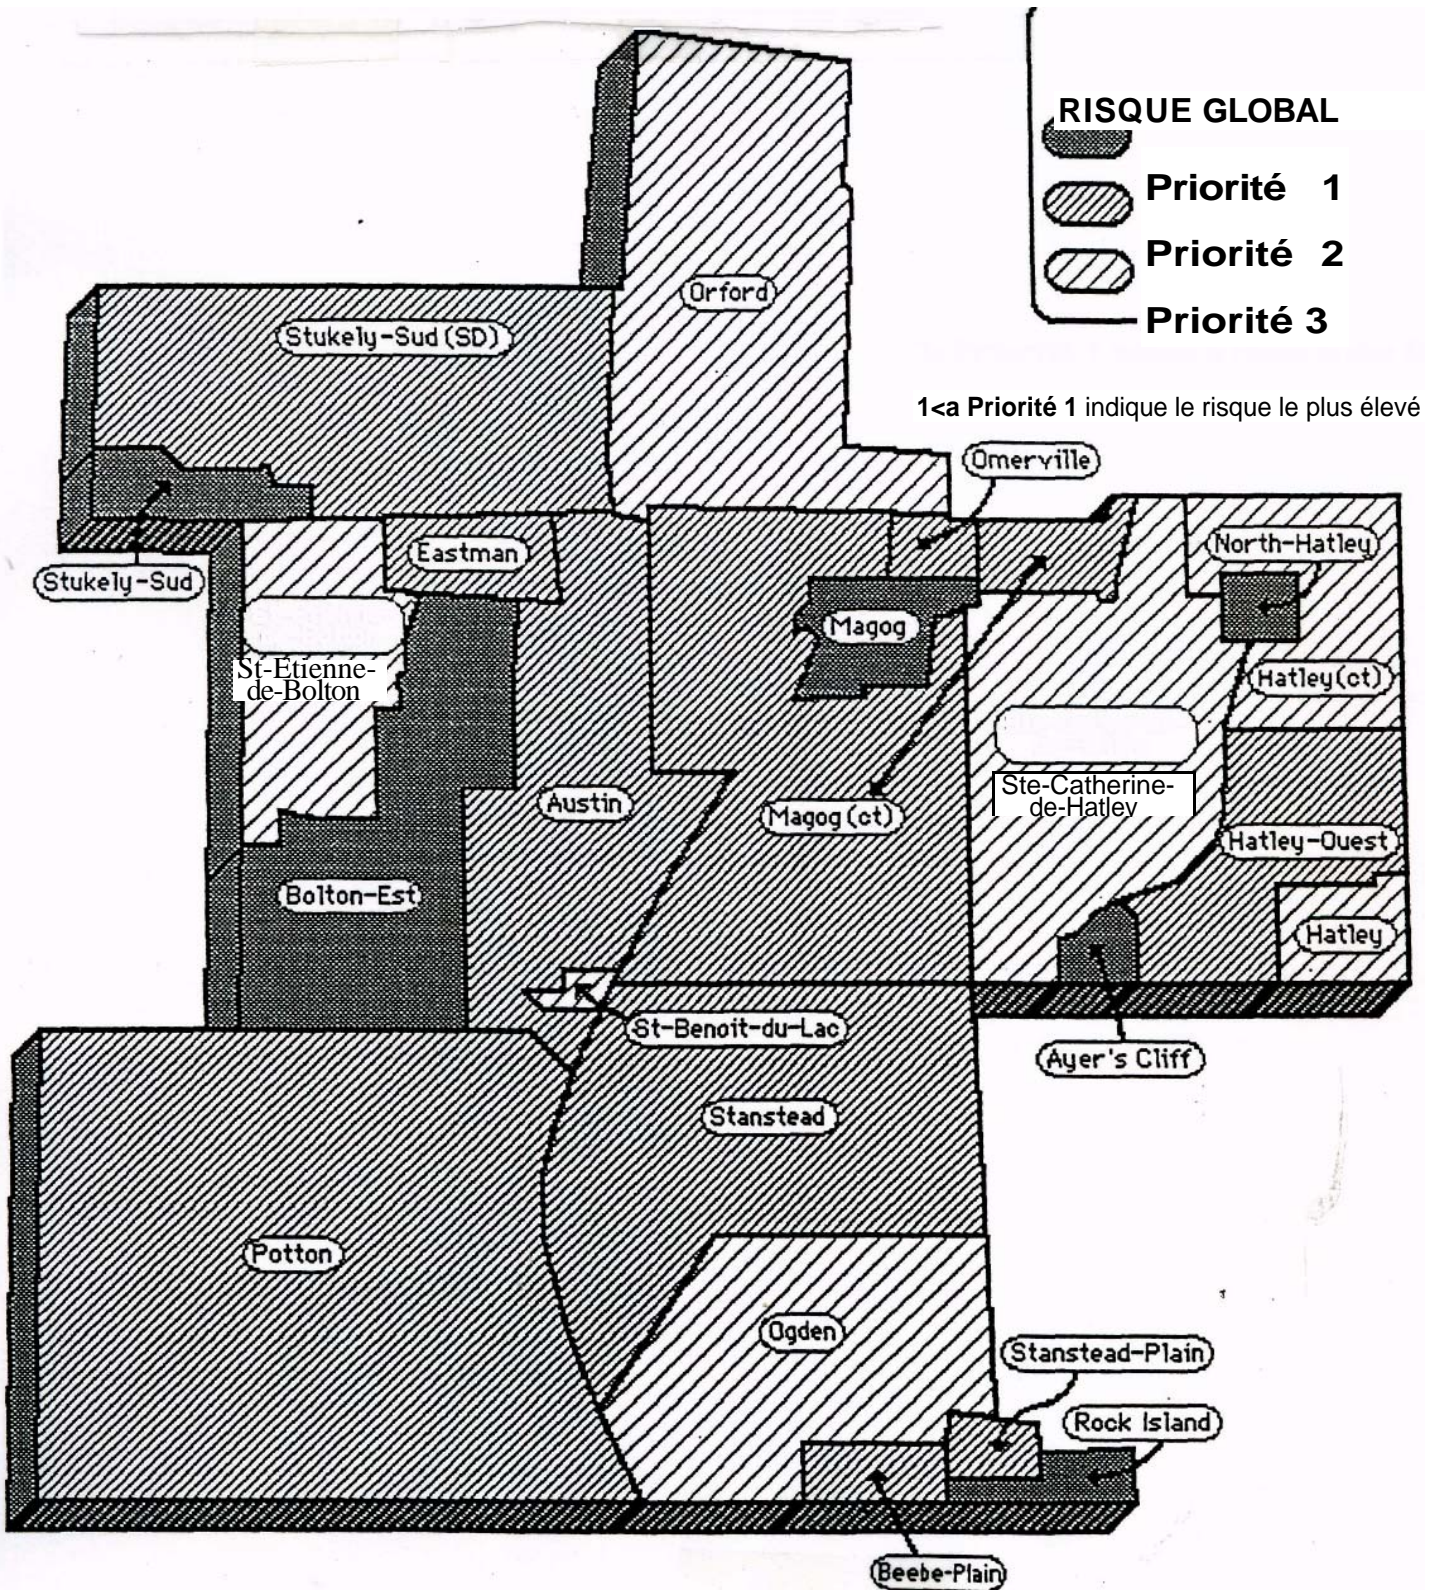 RISQUE GLOBAL
Priorité 1
Priorité 2
Priorité 3
1<a Priorité 1 indique le risque le plus élevé
Orford
Stukely-Sud (SD)
Omerville
Eastman
North-Hatley
Stukely-Sud
Magog
St-Etienne-
de-Bolton
Hatley(ct)
Ste-Catherine-
de-Hatley
Austin
Magog (ct)
Hatley-Ouest
Bolton-Est
Hatley
St-Benoit-du-Lac
Ayer's Cliff
Stanstead
Potton
Ogden
Stanstead-Plain
Rock Island
Beebe-Plain